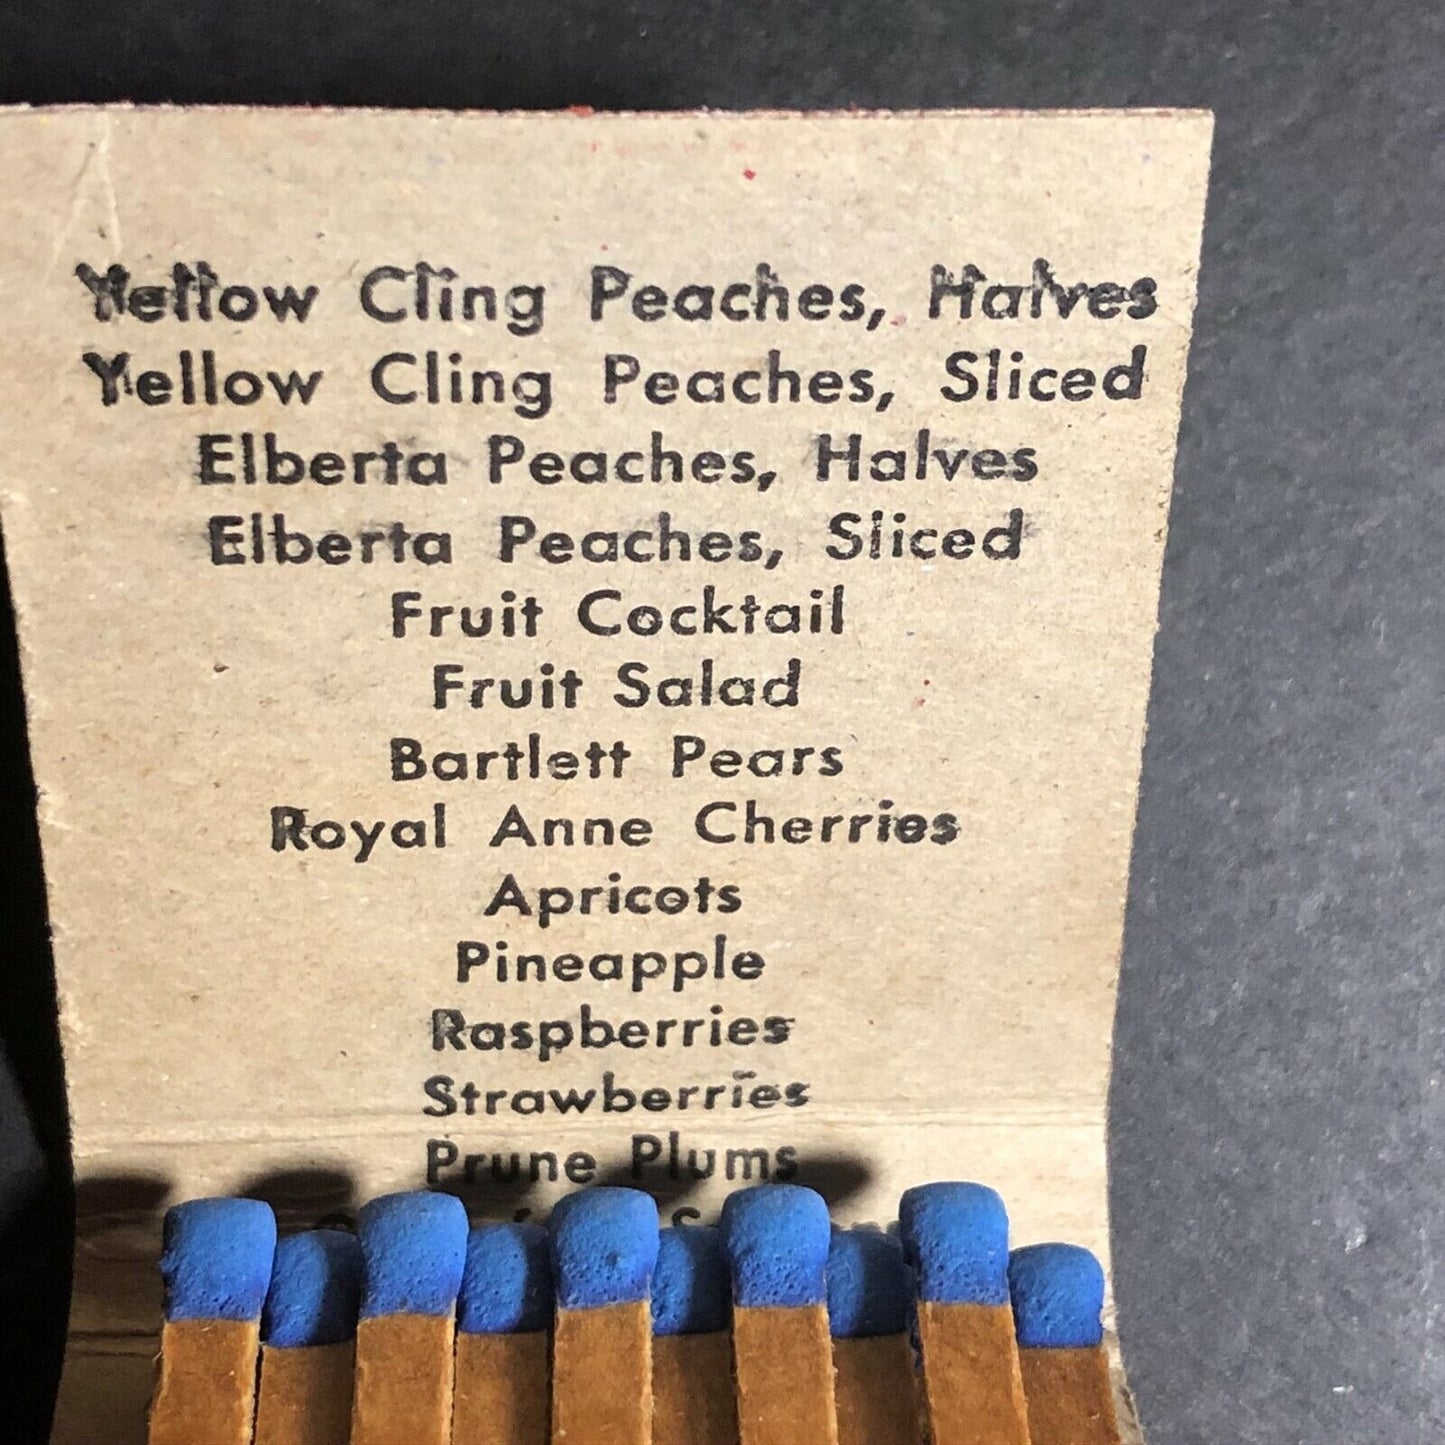 Yellow Cling Peaches, Halves
Yellow Cling Peaches, Sliced
Elberta Peaches, Halves
Elberta Peaches, Sliced
Fruit Cocktail
Fruit Salad
Bartlett Pears
Royal Anne Cherries
Apricots
Pineapple
Raspberries
Strawberries
Prune Plums